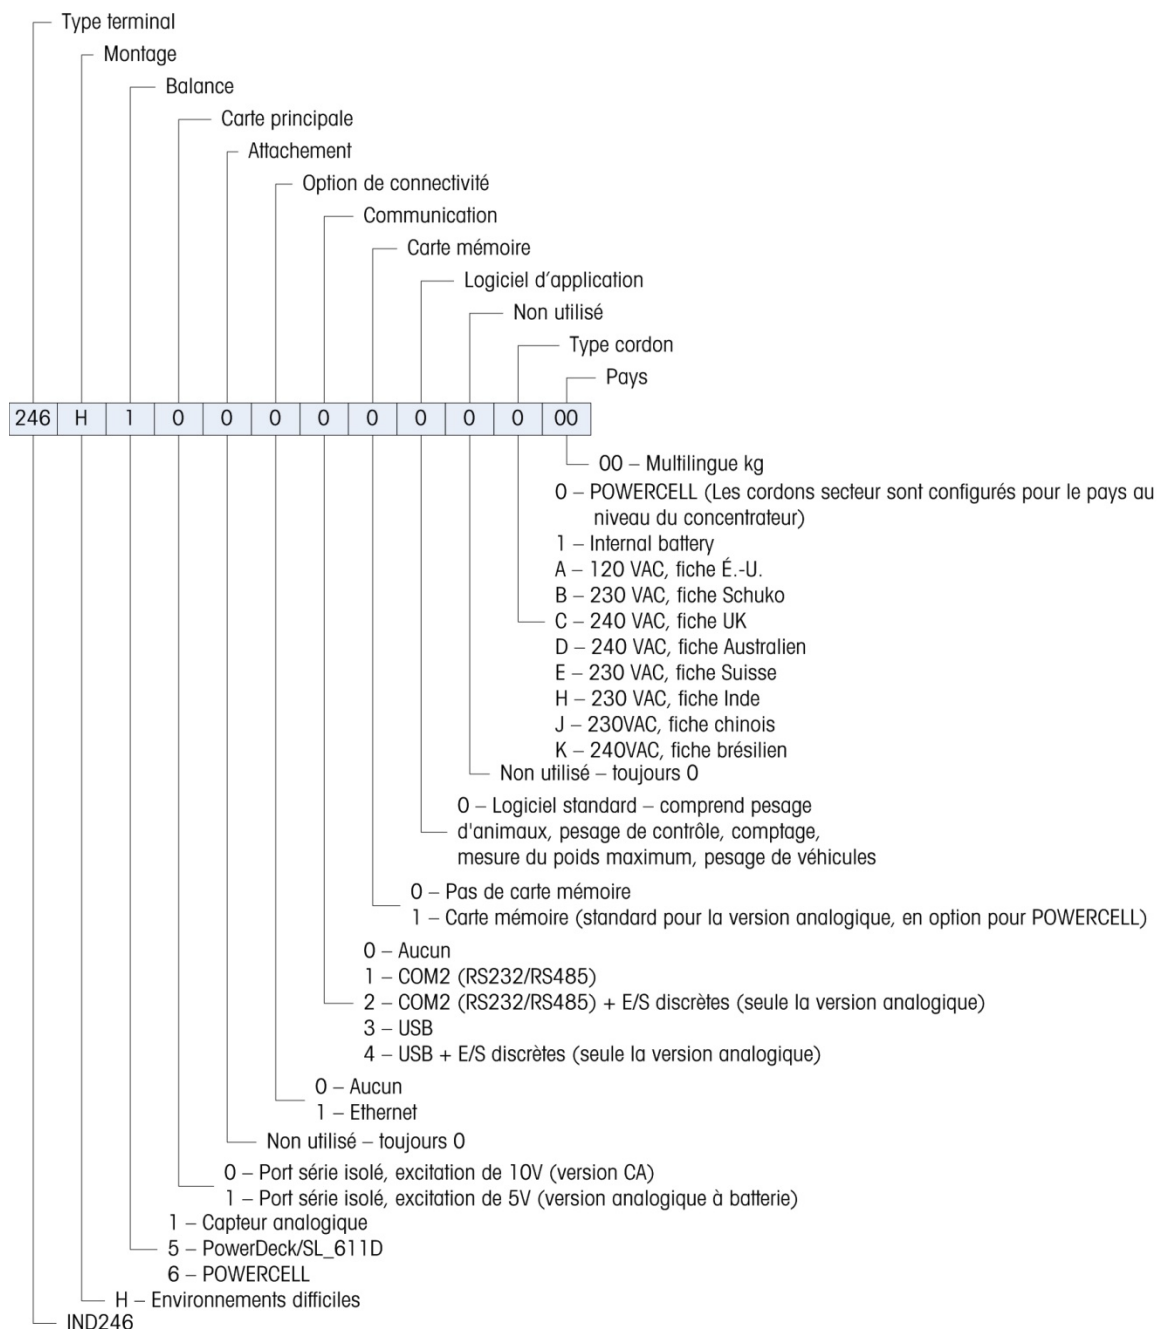 Type terminal
Montage
Balance
Carte principale
Attachement
Option de connectivité
Communication
Carte mémoire
Logiciel d'application
Non utilisé
Type cordon
Pays
246 H 1 0 0 0 0 0 0 0 0 00
00 – Multilingue kg
0 – POWERCELL (Les cordons secteur sont configurés pour le pays au
niveau du concentrateur)
1 – Internal battery
A – 120 VAC, fiche É.-U.
B – 230 VAC, fiche Schuko
C – 240 VAC, fiche UK
D – 240 VAC, fiche Australien
E – 230 VAC, fiche Suisse
H – 230 VAC, fiche Inde
J – 230VAC, fiche chinois
K – 240VAC, fiche brésilien
Non utilisé – toujours 0
0 – Logiciel standard – comprend pesage
d'animaux, pesage de contrôle, comptage,
mesure du poids maximum, pesage de véhicules
0 – Pas de carte mémoire
1 – Carte mémoire (standard pour la version analogique, en option pour POWERCELL)
0 – Aucun
1 – COM2 (RS232/RS485)
2 – COM2 (RS232/RS485) + E/S discrètes (seule la version analogique)
3 – USB
4 – USB + E/S discrètes (seule la version analogique)
0 – Aucun
1 – Ethernet
Non utilisé – toujours 0
0 – Port série isolé, excitation de 10V (version CA)
1 – Port série isolé, excitation de 5V (version analogique à batterie)
1 – Capteur analogique
5 – PowerDeck/SL_611D
6 – POWERCELL
H – Environnements difficiles
IND246